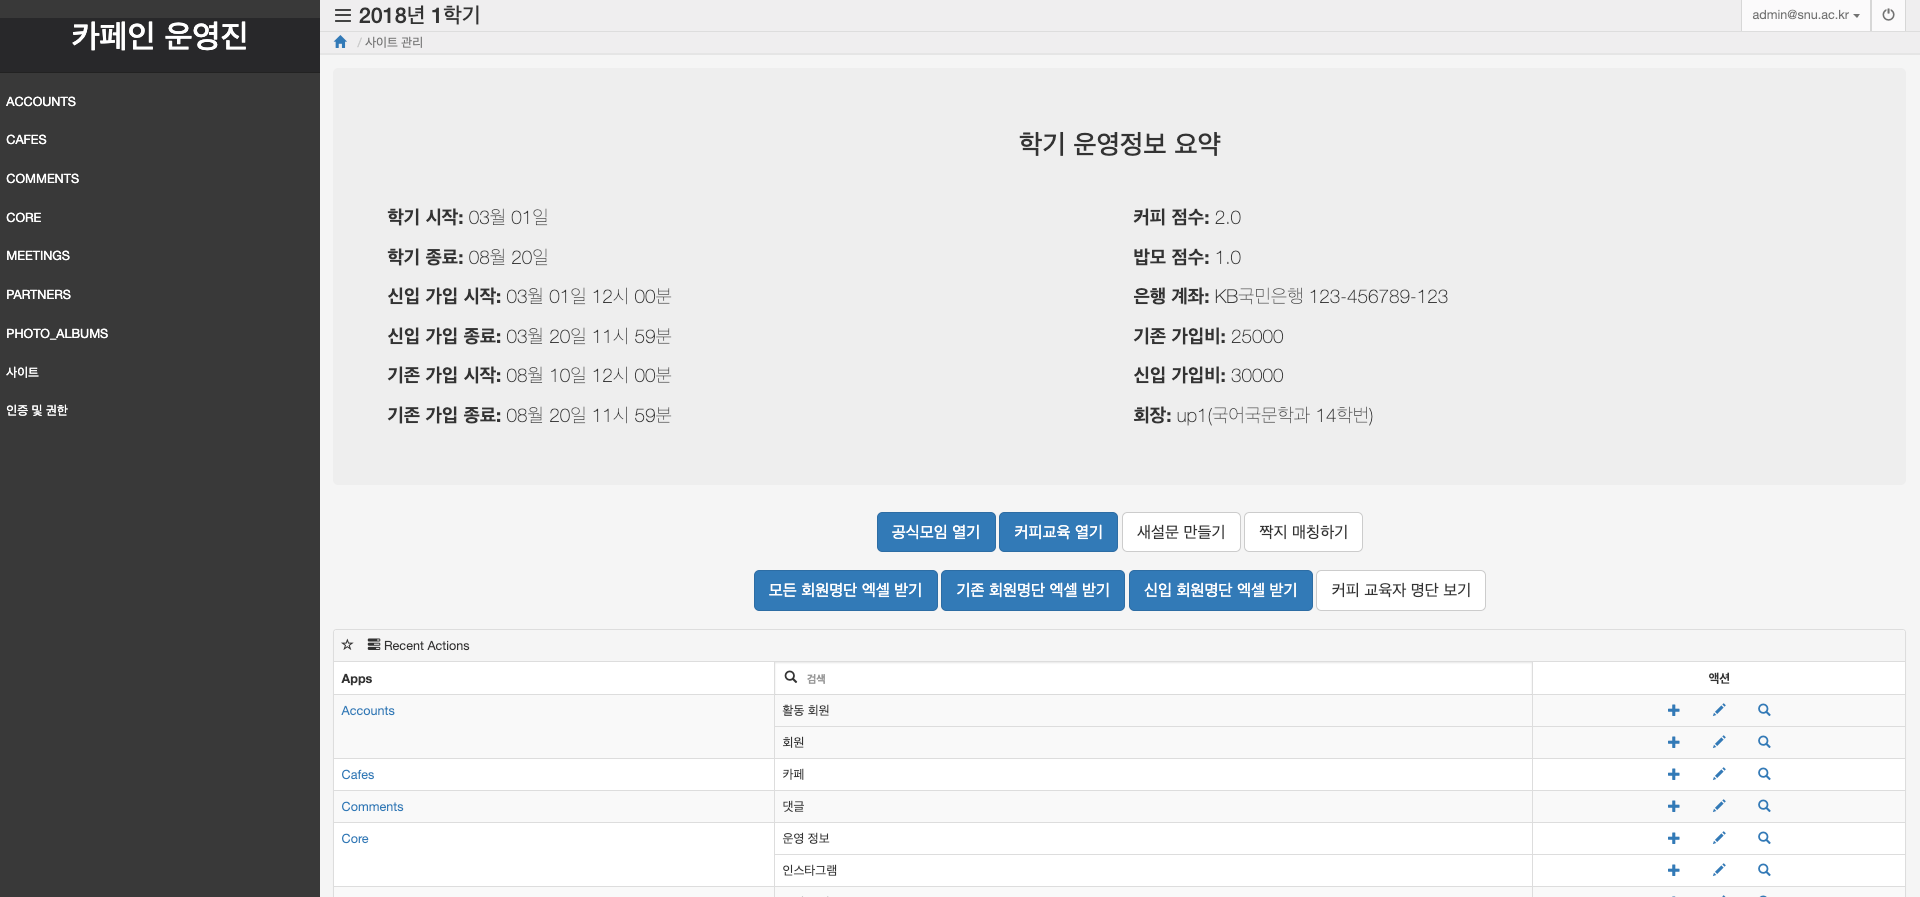 카페인 운영진
ACCOUNTS
CAFES
COMMENTS
CORE
MEETINGS
PARTNERS
PHOTO_ALBUMS
사이트
인증 및 권한
2018년 1학기
admin@snu.ac.kr
/ 사이트 관리
학기 운영정보 요약
학기 시작: 03월 01일
학기 종료: 08월 20일
신입 가입 시작: 03월 01일 12시 00분
신입 가입 종료: 03월 20일 11시 59분
기존 가입 시작: 08월 10일 12시 00분
기존 가입 종료: 08월 20일 11시 59분
커피 점수: 2.0
밥모 점수: 1.0
은행 계좌: KB국민은행 123-456789-123
기존 가입비: 25000
신입 가입비: 30000
회장: up1(국어국문학과 14학번)
공식모임 열기 커피교육 열기 새설문 만들기 짝지 매칭하기
모든 회원명단 엑셀 받기 기존 회원명단 엑셀 받기 신입 회원명단 엑셀 받기 커피 교육자 명단 보기
Recent Actions
Apps 검색 액션
Accounts 활동 회원
회원
Cafes 카페
Comments 댓글
Core 운영 정보
인스타그램